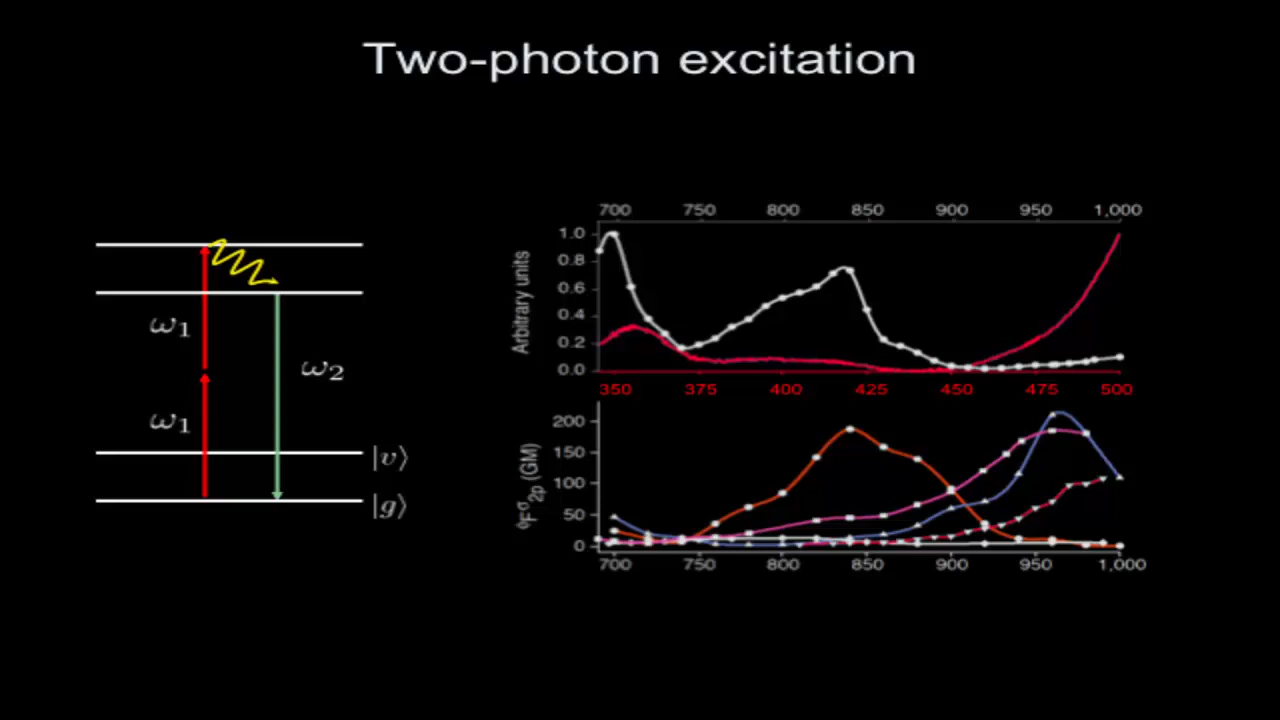 Two-photon excitation
ω1
ω1
ω2
|v⟩
|g⟩
700 750 800 850 900 950 1,000
Arbitrary units
1.0
0.8
0.6
0.4
0.2
0.0
350 375 400 425 450 475 500
ΦFσ2p (GM)
200
150
100
50
0
700 750 800 850 900 950 1,000